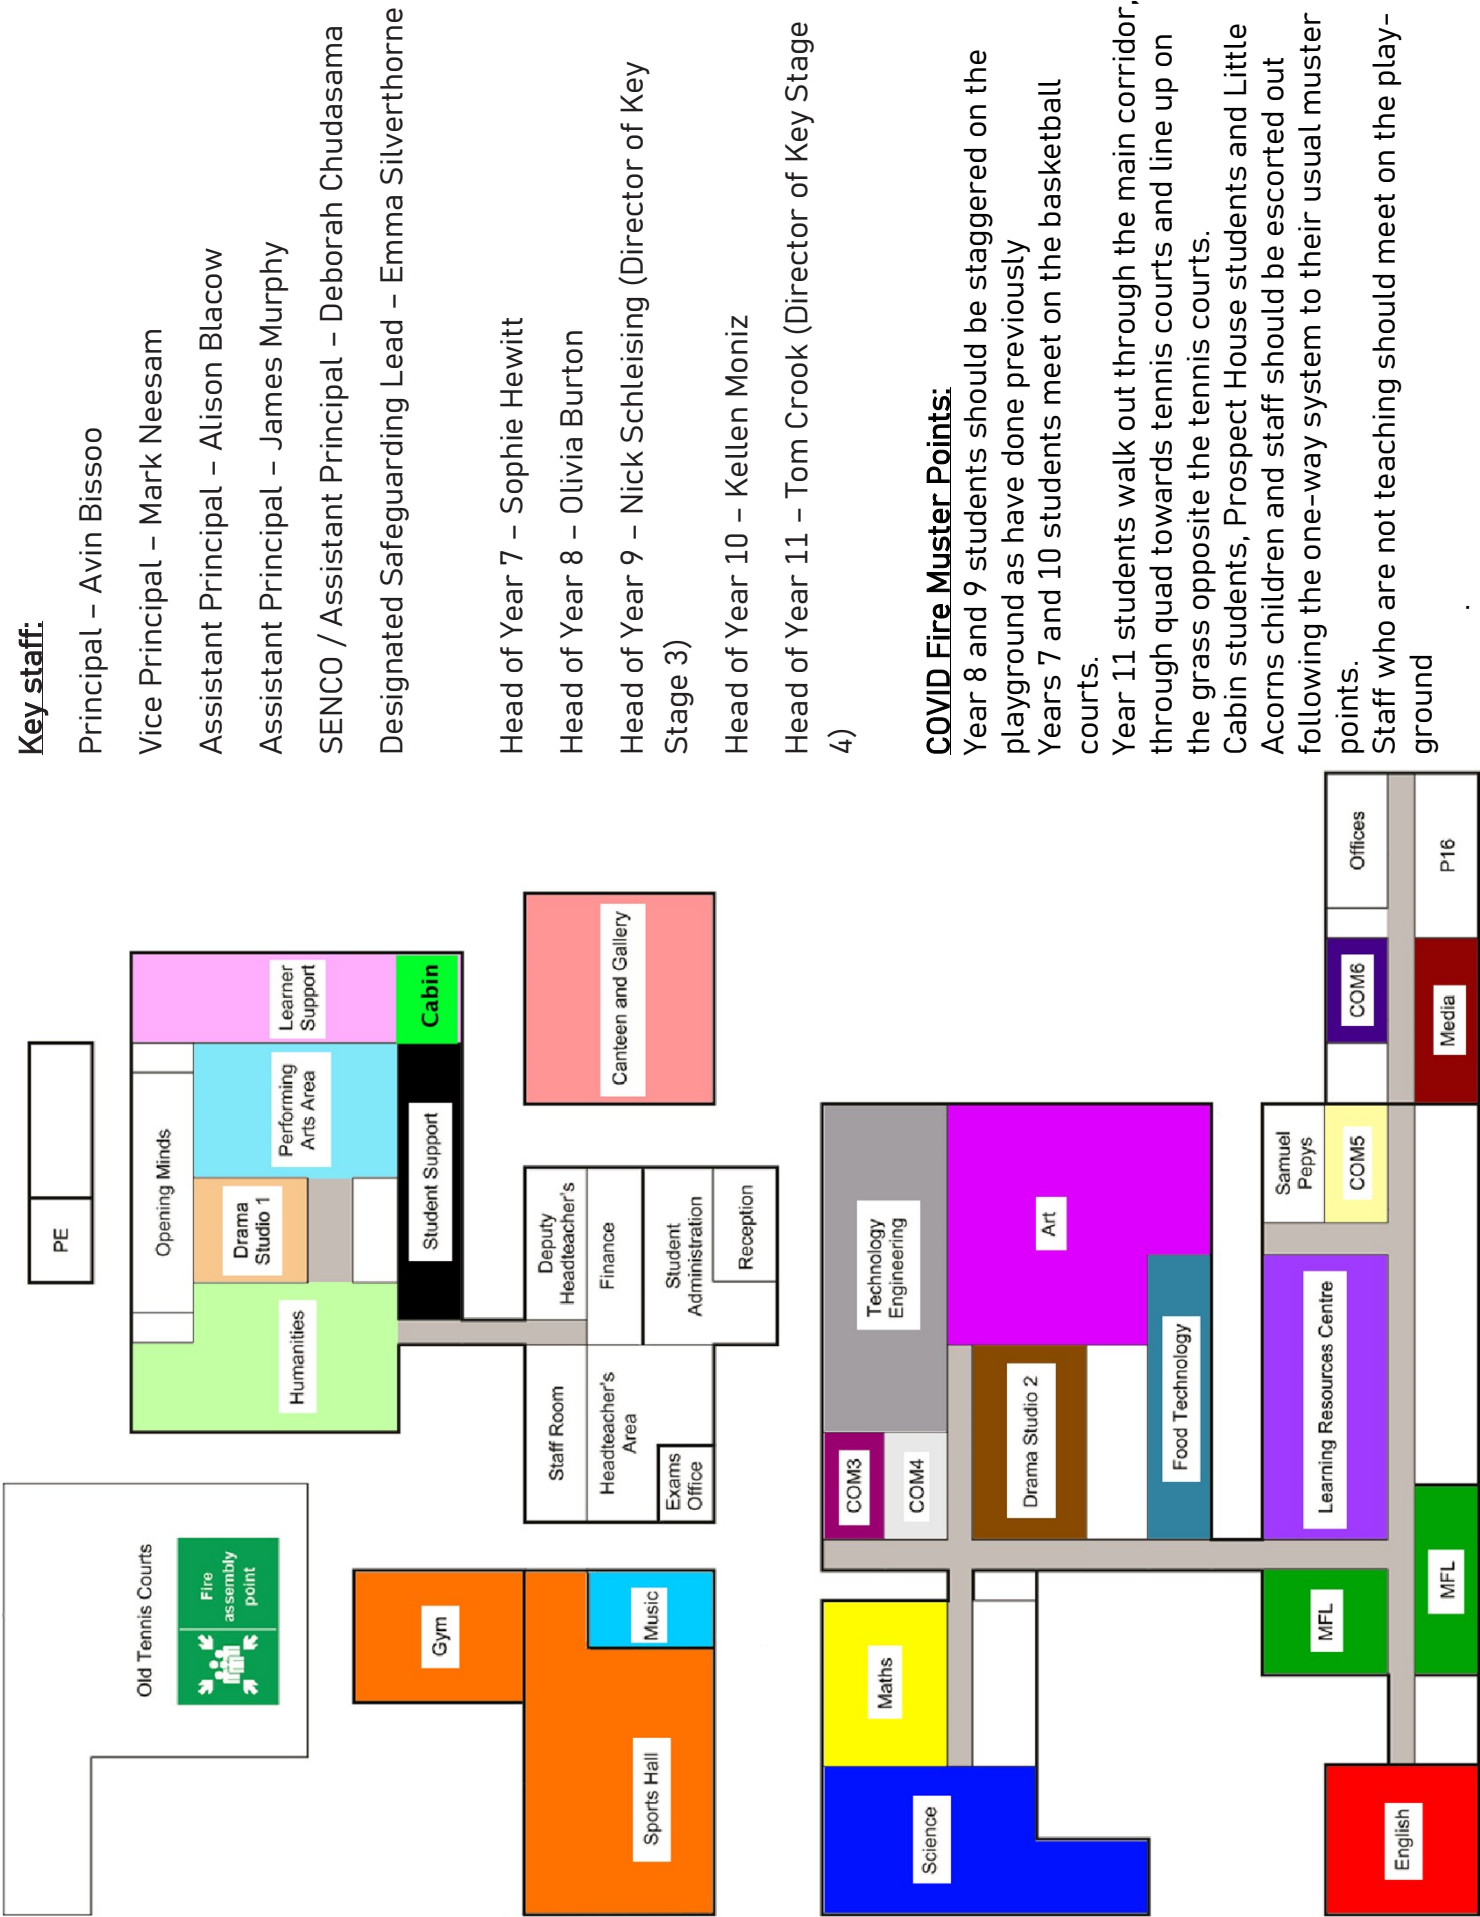 Key staff:
Principal – Avin Bissoo
Vice Principal – Mark Neesam
Assistant Principal – Alison Blacow
Assistant Principal – James Murphy
SENCO / Assistant Principal – Deborah Chudasama
Designated Safeguarding Lead – Emma Silverthorne
Head of Year 7 – Sophie Hewitt
Head of Year 8 – Olivia Burton
Head of Year 9 – Nick Schleising (Director of Key
Stage 3)
Head of Year 10 – Kellen Moniz
Head of Year 11 – Tom Crook (Director of Key Stage
4)
COVID Fire Muster Points:
Year 8 and 9 students should be staggered on the
playground as have done previously
Years 7 and 10 students meet on the basketball
courts.
Year 11 students walk out through the main corridor,
through quad towards tennis courts and line up on
the grass opposite the tennis courts.
Cabin students, Prospect House students and Little
Acorns children and staff should be escorted out
following the one-way system to their usual muster
points.
Staff who are not teaching should meet on the play-
ground
.
PE
Old Tennis Courts
Fire
assembly
point
Opening Minds
Drama
Studio 1
Performing
Arts Area
Learner
Support
Humanities
Student Support
Cabin
Gym
Sports Hall
Music
Staff Room
Headteacher's
Area
Exams
Office
Deputy
Headteacher's
Finance
Student
Administration
Reception
Canteen and Gallery
Maths
Science
COM3
COM4
Technology
Engineering
Drama Studio 2
Art
Food Technology
MFL
Learning Resources Centre
Samuel
Pepys
COM5
COM6
Offices
English
MFL
Media
P16